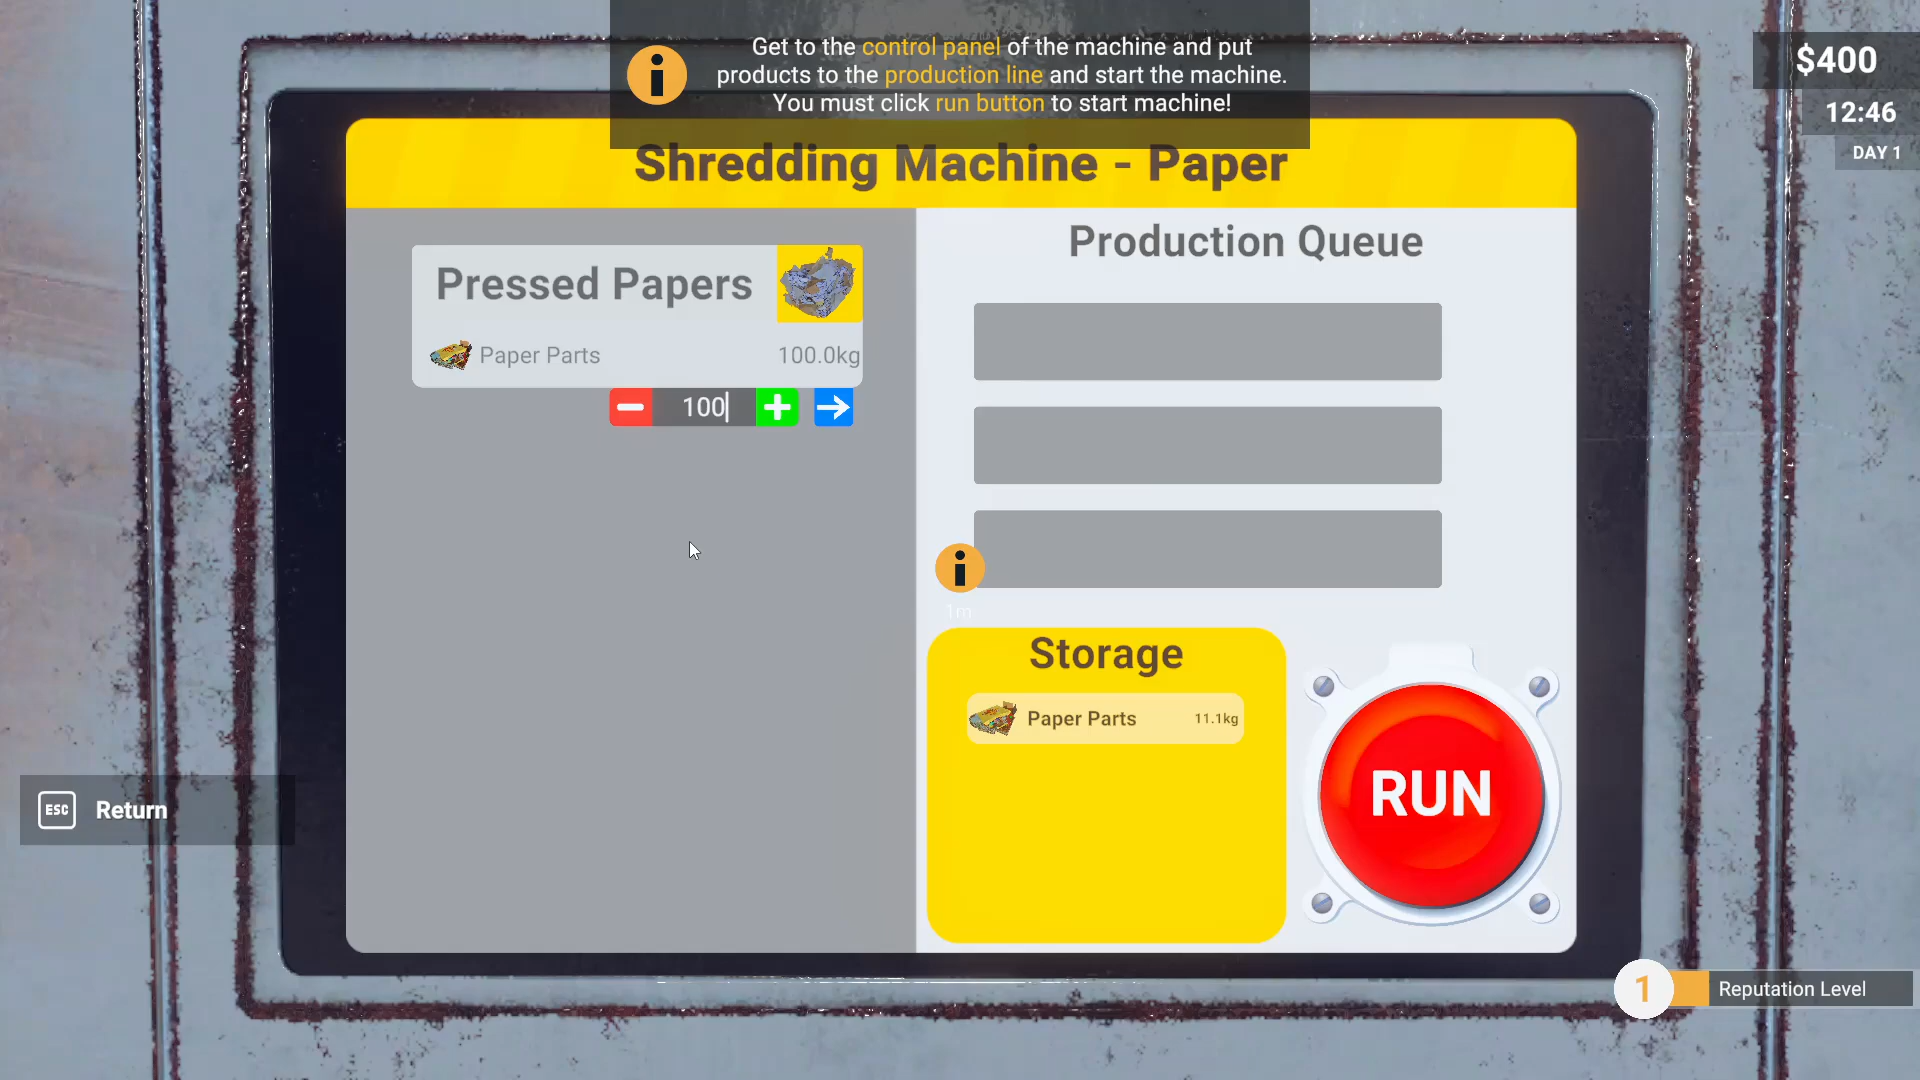 Get to the control panel of the machine and put
products to the production line and start the machine.
You must click run button to start machine!
$400
12:46
DAY 1
Shredding Machine - Paper
Pressed Papers
Paper Parts 100.0kg
100
Production Queue
1m
Storage
Paper Parts 11.1kg
RUN
ESC Return
1 Reputation Level